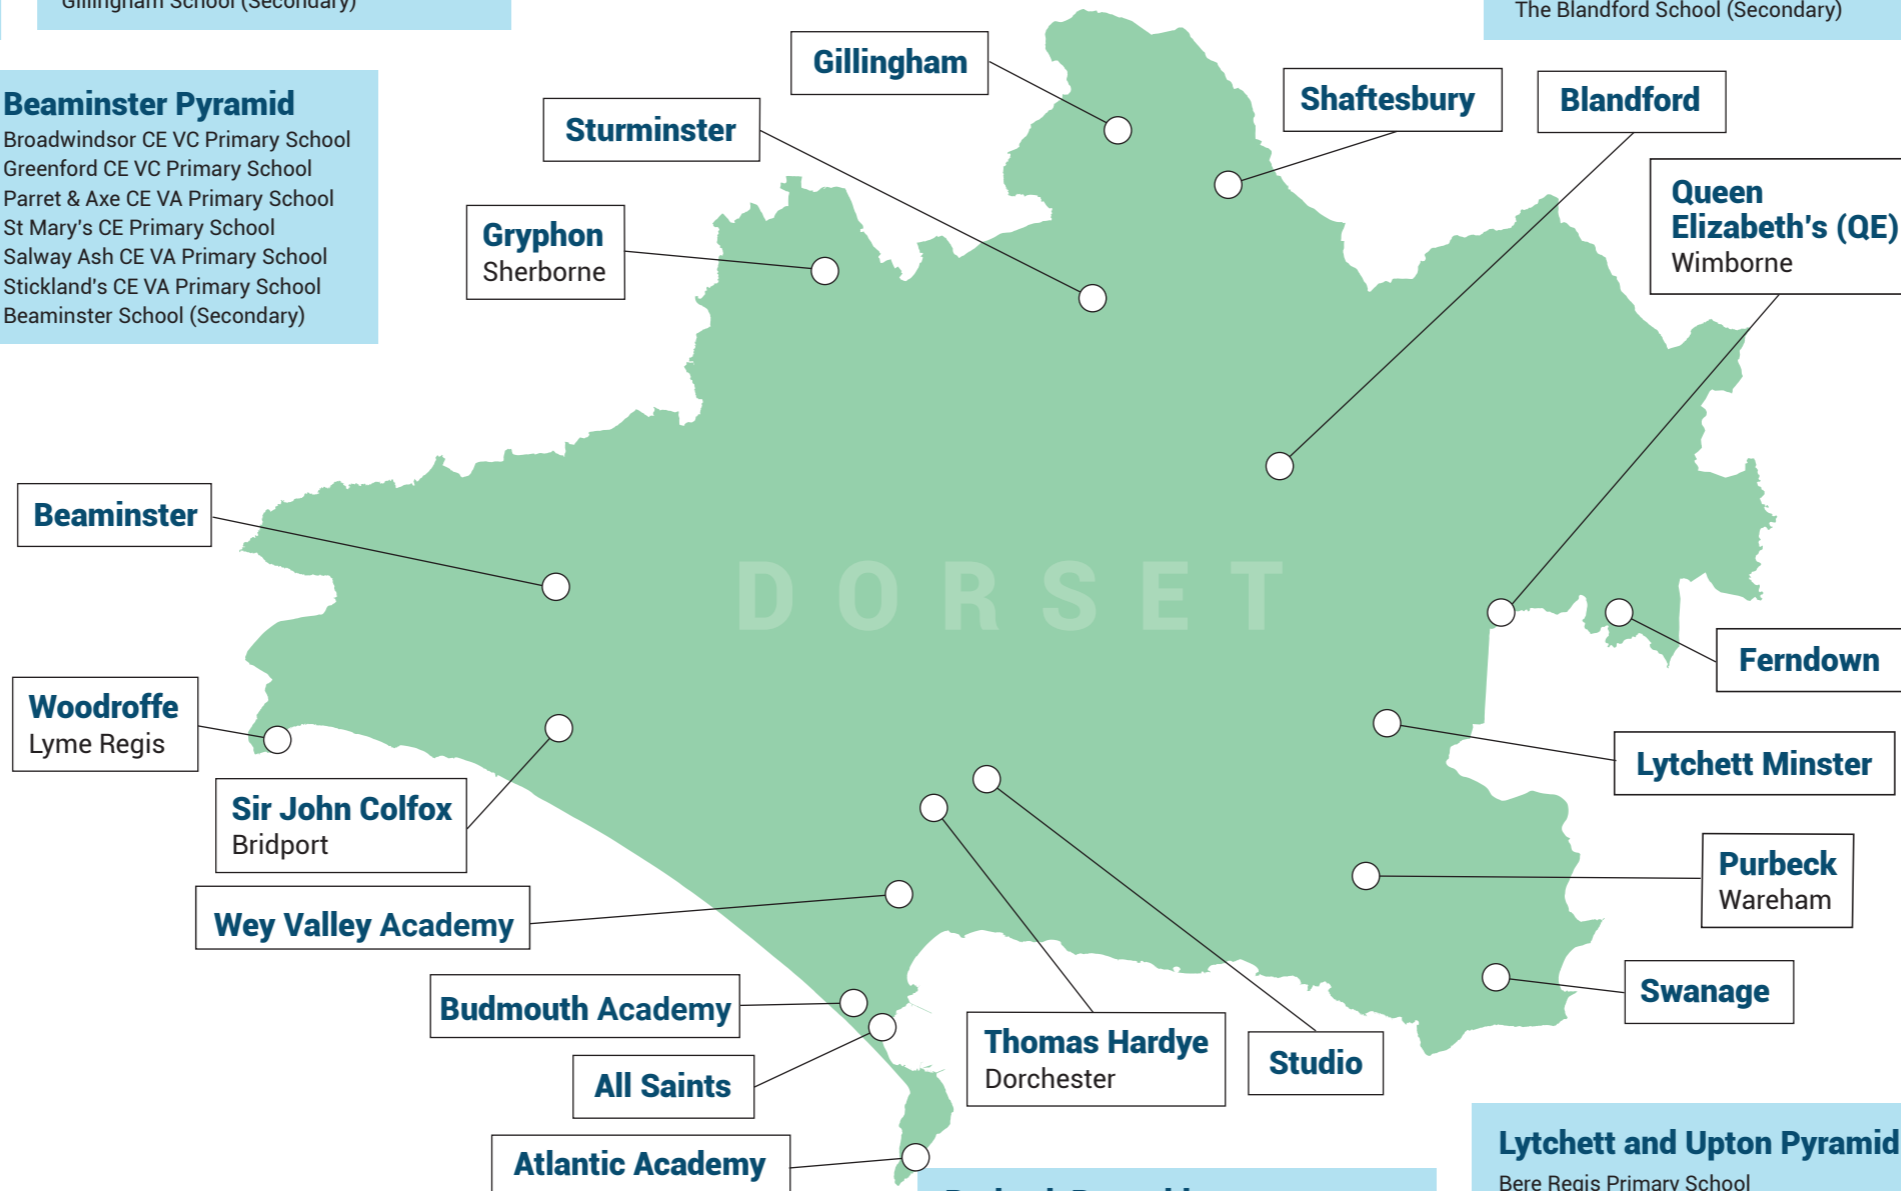 Gillingham School (Secondary)
The Blandford School (Secondary)
Beaminster Pyramid
Broadwindsor CE VC Primary School
Greenford CE VC Primary School
Parret & Axe CE VA Primary School
St Mary's CE Primary School
Salway Ash CE VA Primary School
Stickland's CE VA Primary School
Beaminster School (Secondary)
Gillingham
Sturminster
Shaftesbury
Blandford
Gryphon
Sherborne
Queen
Elizabeth's (QE)
Wimborne
Beaminster
DORSET
Ferndown
Woodroffe
Lyme Regis
Sir John Colfox
Bridport
Lytchett Minster
Wey Valley Academy
Purbeck
Wareham
Budmouth Academy
Swanage
Thomas Hardye
Dorchester
Studio
All Saints
Atlantic Academy
Lytchett and Upton Pyramid
Bere Regis Primary School